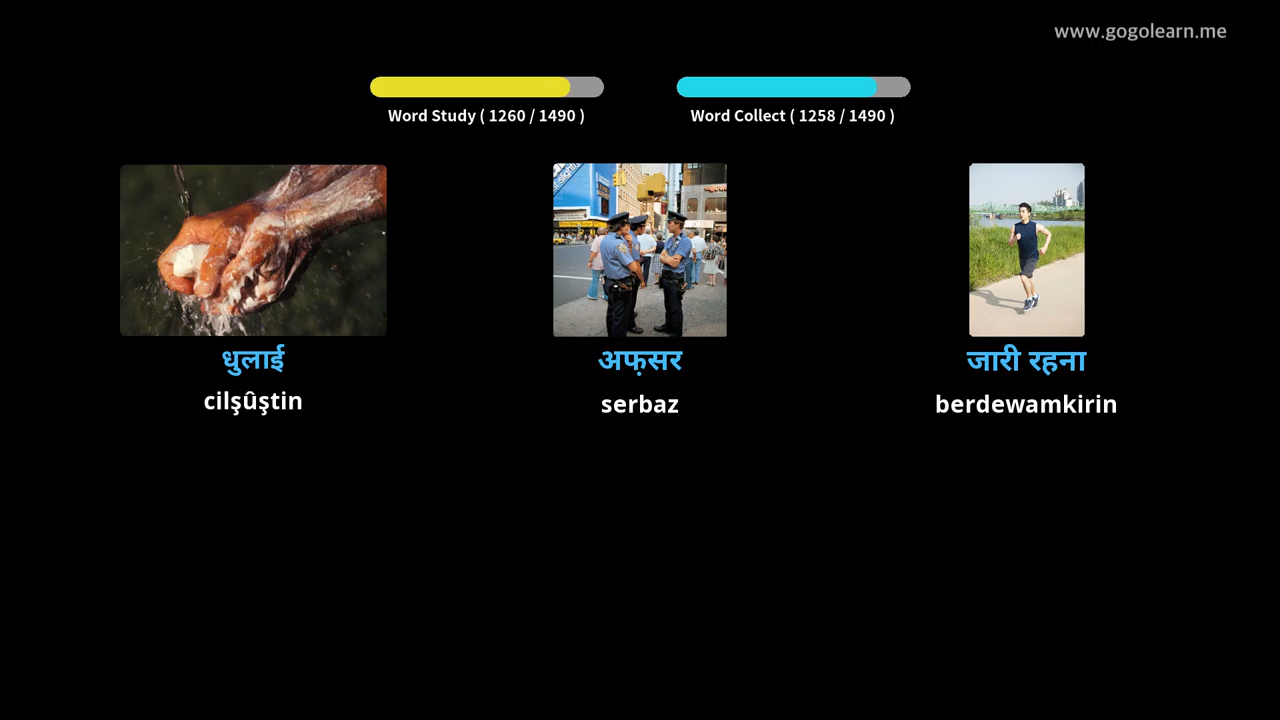 www.gogolearn.me
Word Study ( 1260 / 1490 )
Word Collect ( 1258 / 1490 )
धुलाई
अफ़सर
जारी रहना
cilşûştin
serbaz
berdewamkirin